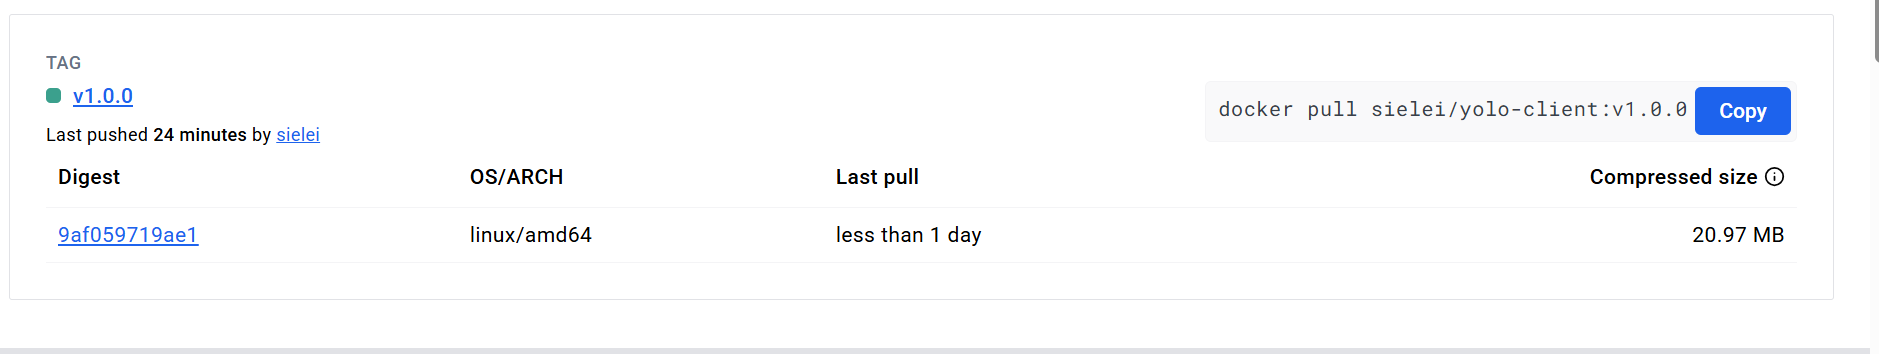 TAG
v1.0.0
Last pushed 24 minutes by sielei
docker pull sielei/yolo-client:v1.0.0 Copy
Digest OS/ARCH Last pull Compressed size
9af059719ae1 linux/amd64 less than 1 day 20.97 MB